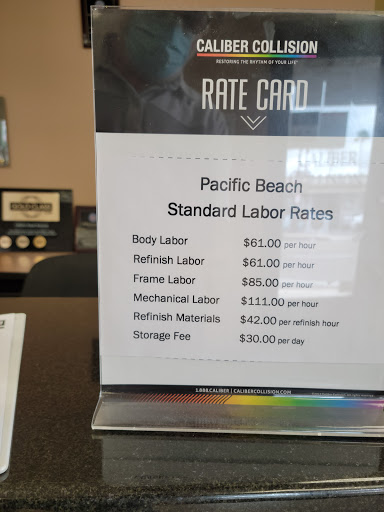 CALIBER COLLISION
RESTORING THE RHYTHM OF YOUR LIFE®
RATE CARD
CALIBER
Pacific Beach
Standard Labor Rates
Body Labor $61.00 per hour
Refinish Labor $61.00 per hour
Frame Labor $85.00 per hour
Mechanical Labor $111.00 per hour
Refinish Materials $42.00 per refinish hour
Storage Fee $30.00 per day
1.888.CALIBER | CALIBERCOLLISION.COM
GOLD CLASS